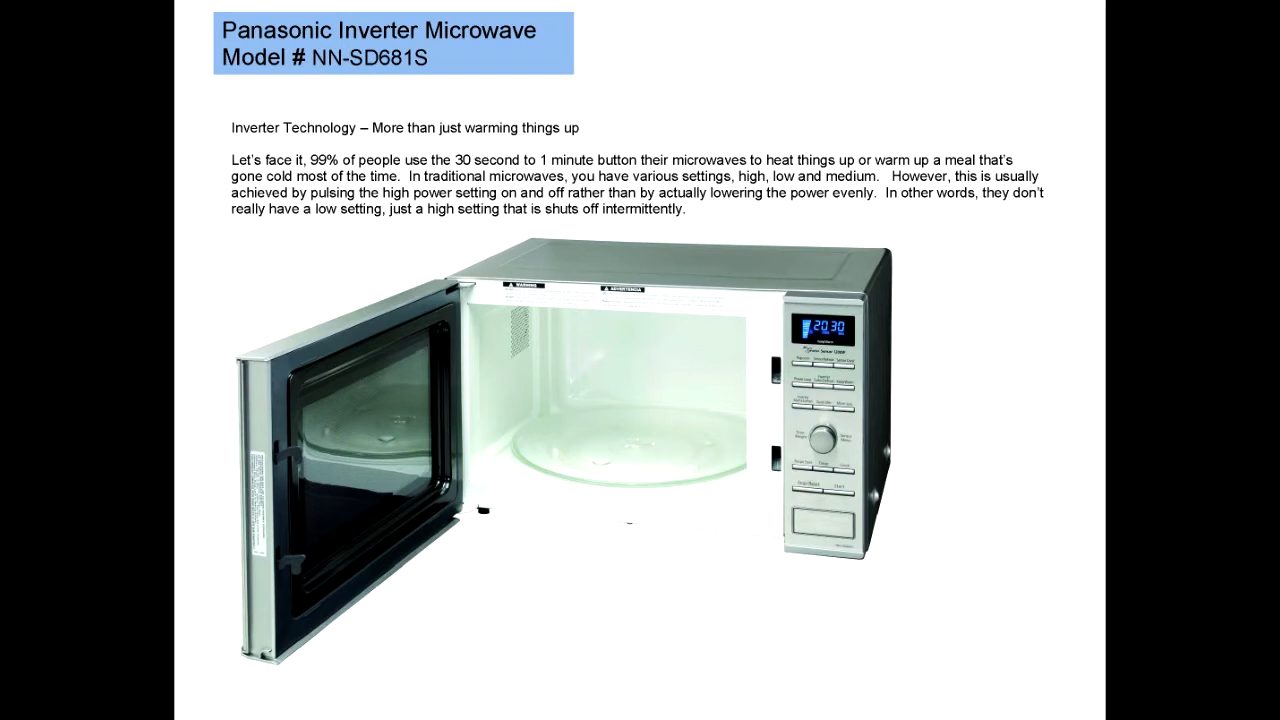 Panasonic Inverter Microwave
Model # NN-SD681S
Inverter Technology – More than just warming things up
Let's face it, 99% of people use the 30 second to 1 minute button their microwaves to heat things up or warm up a meal that's
gone cold most of the time.  In traditional microwaves, you have various settings, high, low and medium.   However, this is usually
achieved by pulsing the high power setting on and off rather than by actually lowering the power evenly.  In other words, they don't
really have a low setting, just a high setting that is shuts off intermittently.
WARNING
ADVERTENCIA
20 30